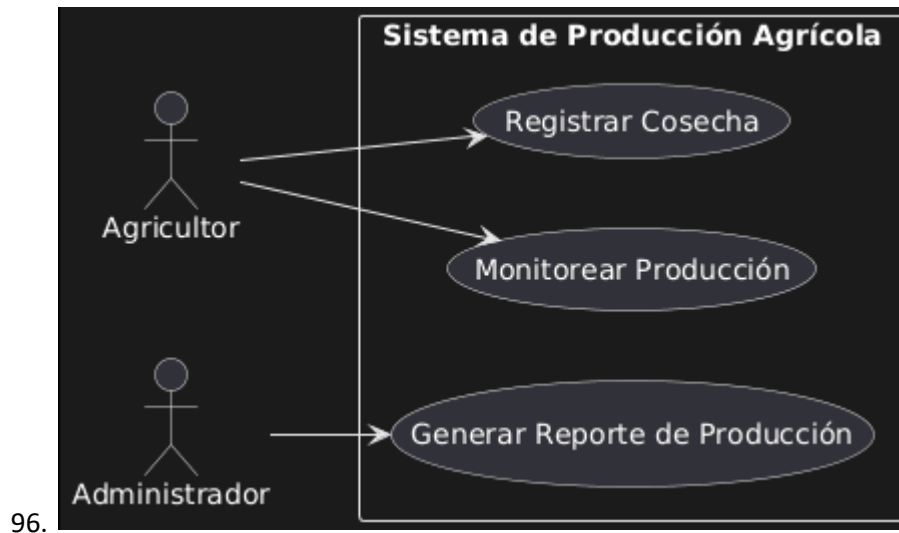 Sistema de Producción Agrícola
Registrar Cosecha
Agricultor
Monitorear Producción
Generar Reporte de Producción
Administrador
96.